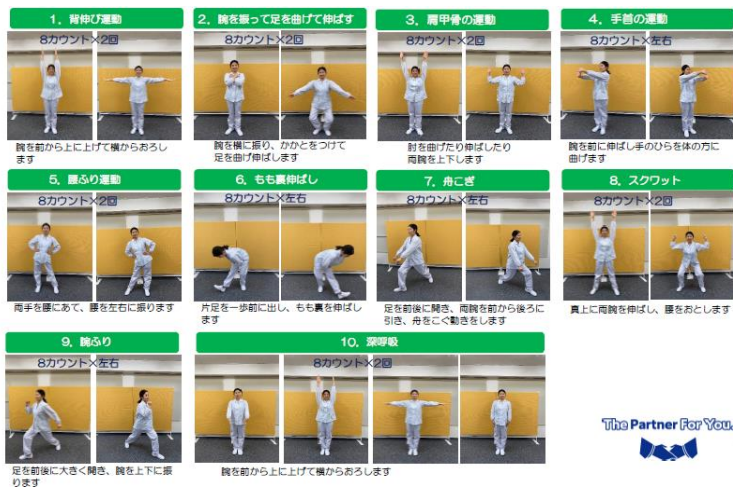 1. 背伸び運動
8カウント×2回
腕を前から上に上げて横からおろし
ます
2. 腕を振って足を曲げて伸ばす
8カウント×2回
腕を横に振り、かかとをつけて
足を曲げ伸ばしします
3. 肩甲骨の運動
8カウント×2回
肘を曲げたり伸ばしたり
両腕を上下します
4. 手首の運動
8カウント×左右
腕を前に伸ばし手のひらを体の方に
曲げます
5. 腰ふり運動
8カウント×2回
両手を腰にあて、腰を左右に振ります
6. もも裏伸ばし
8カウント×左右
片足を一歩前に出し、もも裏を伸ばし
ます
7. 舟こぎ
8カウント×左右
足を前後に開き、両腕を前から後ろに
引き、舟をこぐ動きをします
8. スクワット
8カウント×2回
真上に両腕を伸ばし、腰をおとします
9. 腕ふり
8カウント×左右
足を前後に大きく開き、腕を上下に振
ります
10. 深呼吸
8カウント×2回
腕を前から上に上げて横からおろします
The Partner For You.